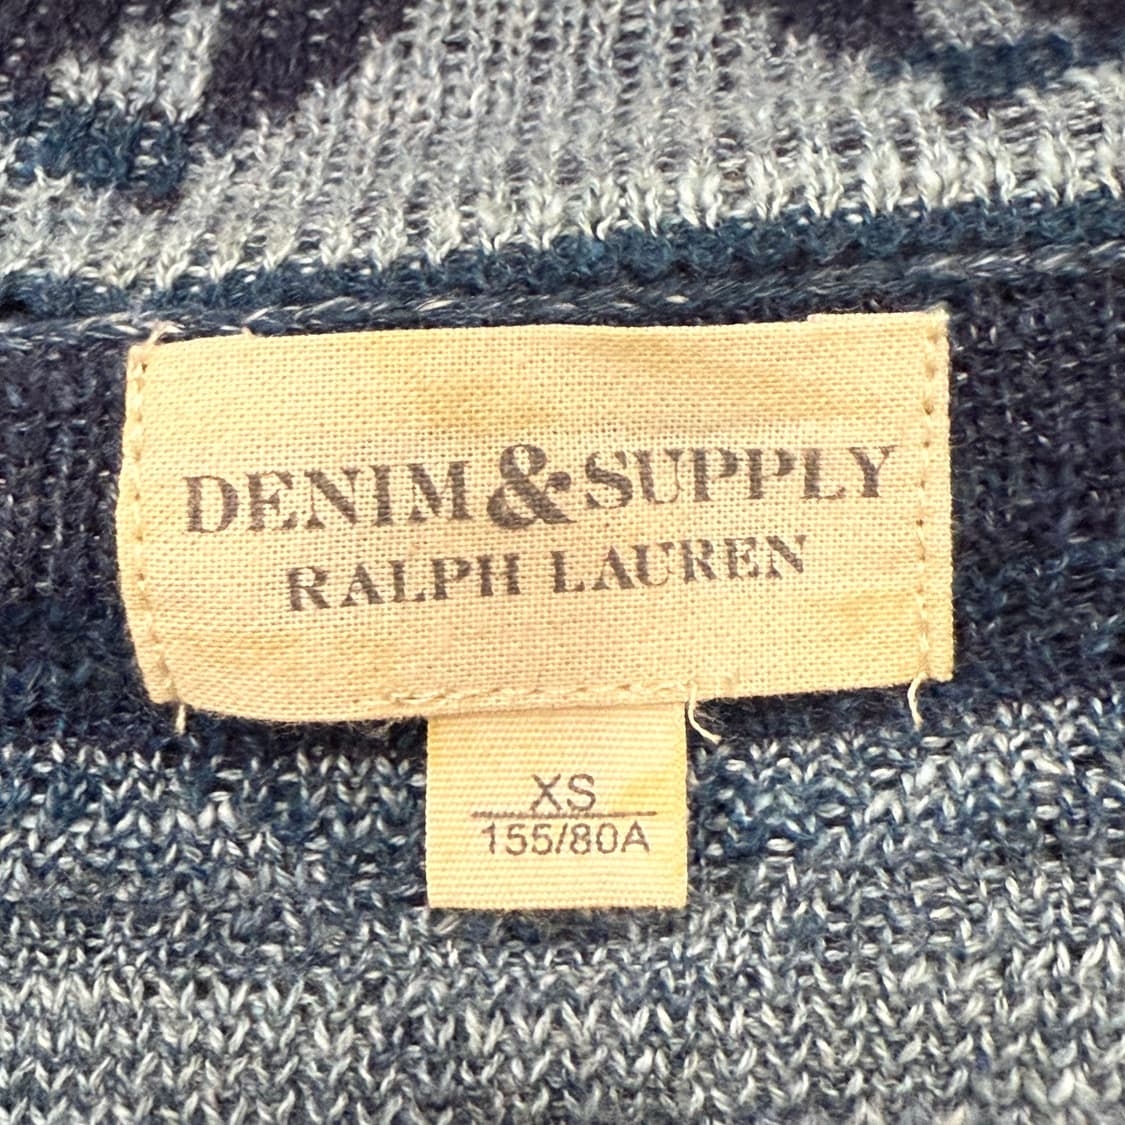 DENIM & SUPPLY
RALPH LAUREN
XS
155/80A